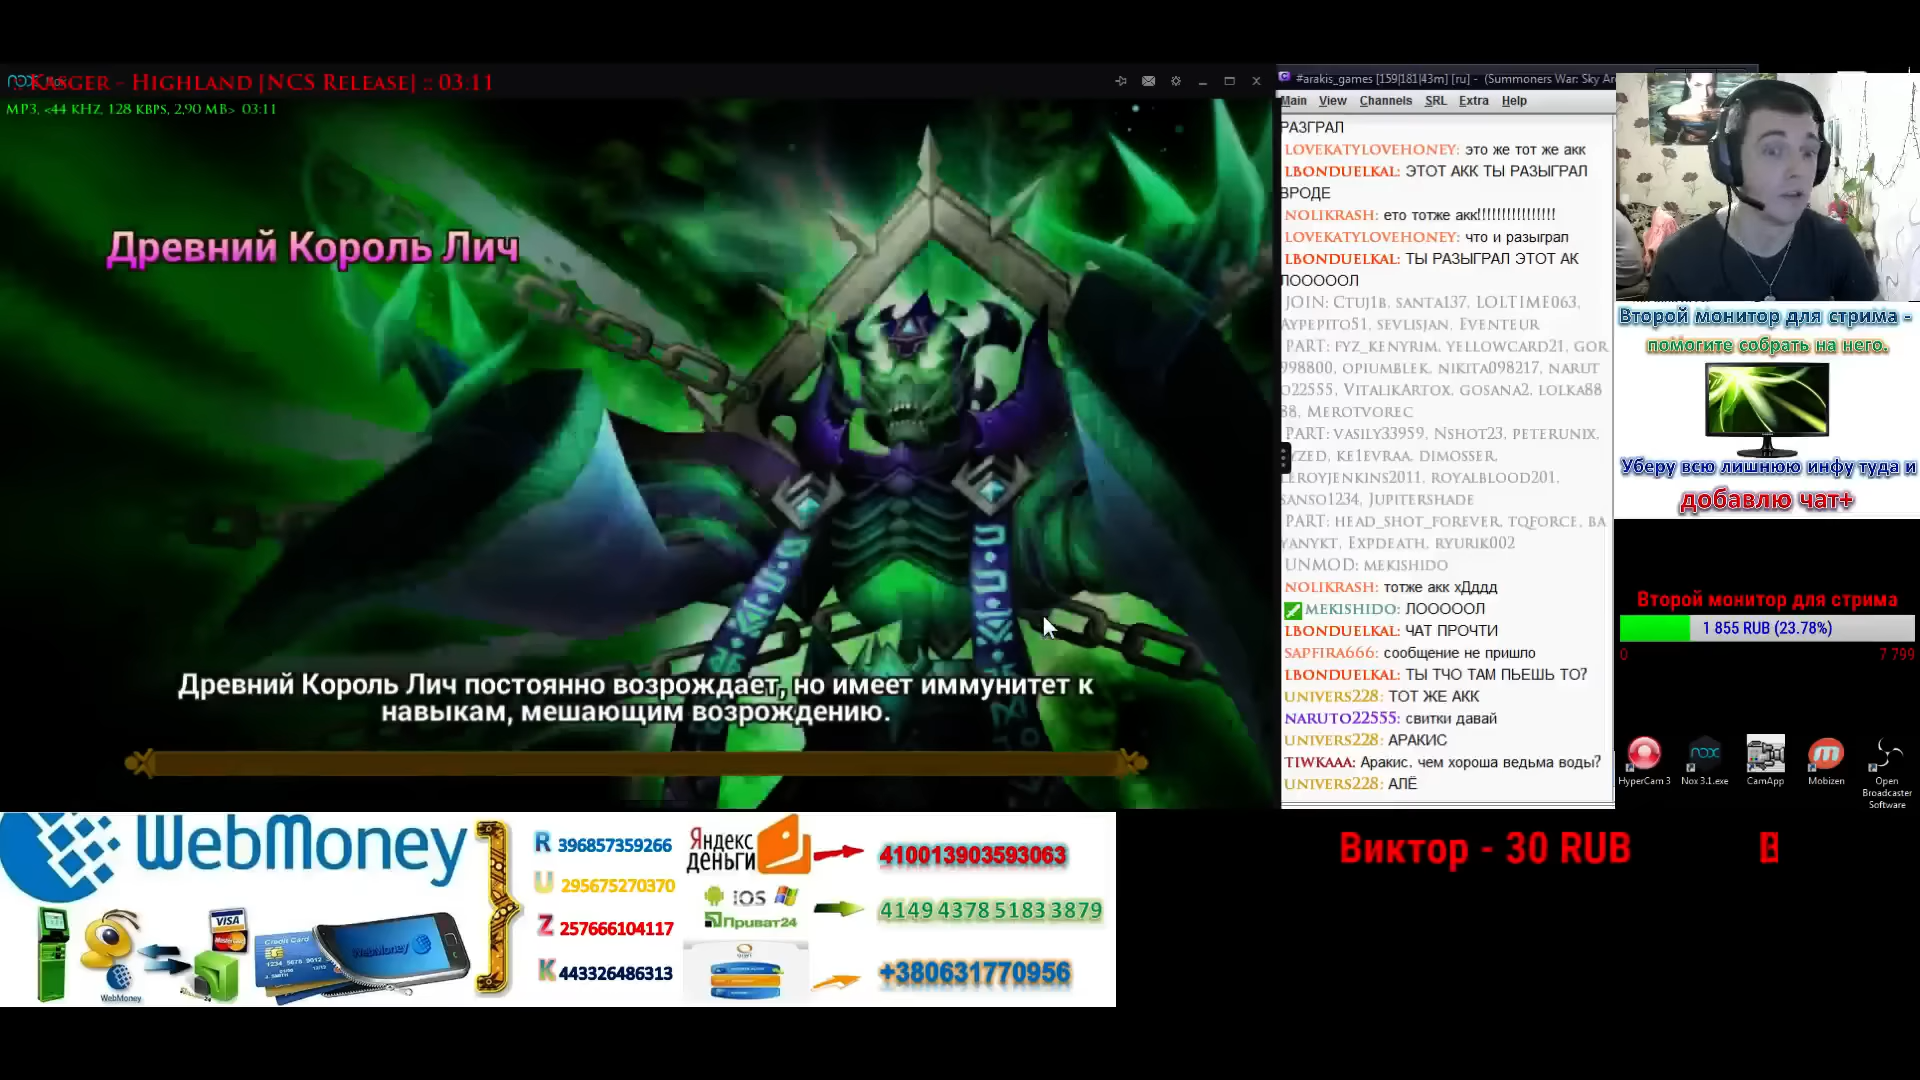 Kasger - Highland [NCS Release] :: 03:11
MP3, <44 kHz, 128 kbps, 2,90 MB> 03:11
Древний Король Лич
Древний Король Лич постоянно возрождает, но имеет иммунитет к
навыкам, мешающим возрождению.
#arakis_games [159|181|43m] [ru] - (Summoners War: Sky Ar
Main View Channels SRL Extra Help
РАЗГРАЛ
LOVEKATYLOVEHONEY: это же тот же акк
LBONDUELKAL: ЭТОТ АКК ТЫ РАЗЫГРАЛ
ВРОДЕ
NOLIKRASH: ето тотже акк!!!!!!!!!!!!!!!!
LOVEKATYLOVEHONEY: что и разыграл
LBONDUELKAL: ТЫ РАЗЫГРАЛ ЭТОТ АК
ЛОООООЛ
JOIN: Ctuj1b, santa137, LOLTIME063,
Aypepito51, sevlisjan, Eventeur
PART: fyz_kenyrim, yellowcard21, gor
998800, opiumblek, nikita098217, narut
o22555, VitalikArtox, gosana2, lolka88
88, Merotvorec
PART: vasily33959, Nshot23, peterunix,
yzed, ke1evraa, dimosser,
leroyjenkins2011, royalblood201,
sanso1234, Jupitershade
PART: head_shot_forever, tqforce, ba
yanykt, Expdeath, ryurik002
UNMOD: mekishido
NOLIKRASH: тотже акк хДддд
MEKISHIDO: ЛОООООЛ
LBONDUELKAL: ЧАТ ПРОЧТИ
SAPFIRA666: сообщение не пришло
LBONDUELKAL: ТЫ ТЧО ТАМ ПЬЕШЬ ТО?
UNIVERS228: ТОТ ЖЕ АКК
NARUTO22555: свитки давай
UNIVERS228: АРАКИС
TIWKAAA: Аракис. чем хороша ведьма воды?
UNIVERS228: АЛЁ
Второй монитор для стрима -
помогите собрать на него.
Уберу всю лишнюю инфу туда и
добавлю чат+
Второй монитор для стрима
1 855 RUB (23.78%)
0 7 799
HyperCam 3 Nox 3.1.exe CamApp Mobizen Open
Broadcaster
Software
Виктор - 30 RUB
WebMoney
VISA
MasterCard
Credit Card
WebMoney
WebMoney
R 396857359266
U 295675270370
Z 257666104117
K 443326486313
Яндекс
деньги
410013903593063
iOS
Приват24
4149 4378 5183 3879
+380631770956